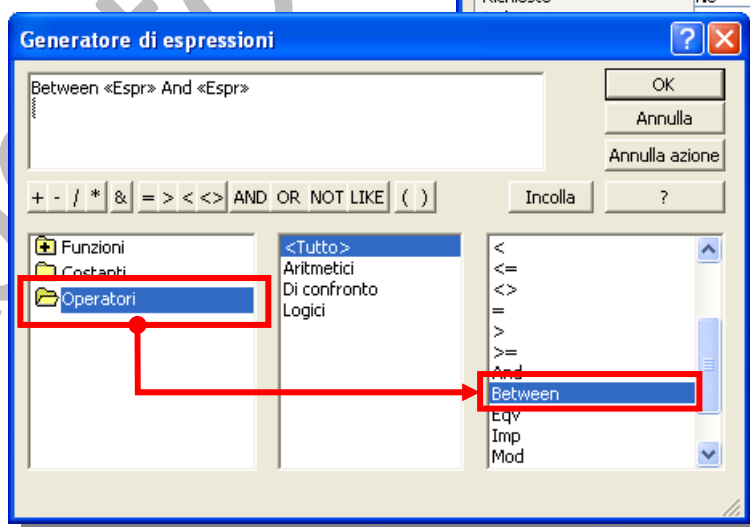 Generatore di espressioni
?
Between «Espr» And «Espr»
OK
Annulla
Annulla azione
+ - / * & = > < <> AND OR NOT LIKE ( )
Incolla
?
Funzioni
Costanti
Operatori
<Tutto>
Aritmetici
Di confronto
Logici
<
<=
<>
=
>
>=
And
Between
Eqv
Imp
Mod